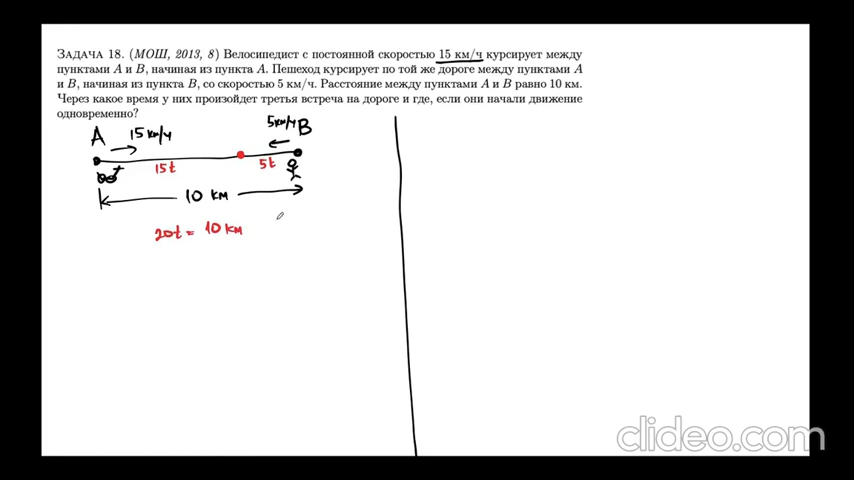 ЗАДАЧА 18. (МОШ, 2013, 8) Велосипедист с постоянной скоростью 15 км/ч курсирует между
пунктами A и B, начиная из пункта A. Пешеход курсирует по той же дороге между пунктами A
и B, начиная из пункта B, со скоростью 5 км/ч. Расстояние между пунктами A и B равно 10 км.
Через какое время у них произойдет третья встреча на дороге и где, если они начали движение
одновременно?
A 15 км/ч 5км/ч B
15t 5t
10 км
20t = 10 км
clideo.com